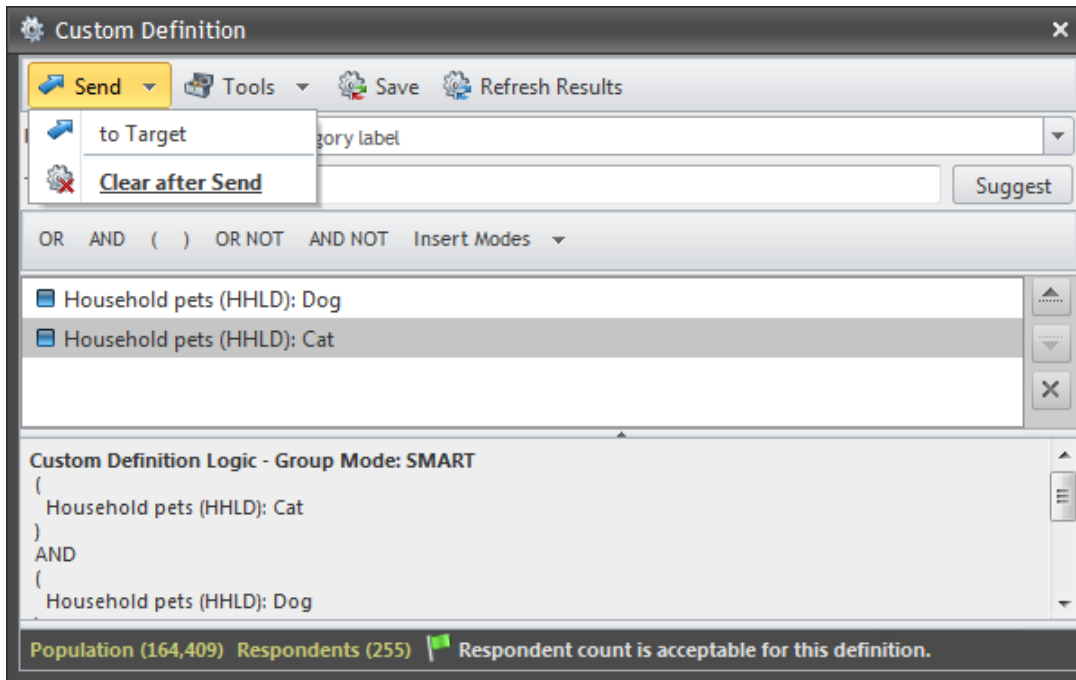 Custom Definition
Send Tools Save Refresh Results
to Target
gory label
Clear after Send
Suggest
OR AND ( ) OR NOT AND NOT Insert Modes
Household pets (HHLD): Dog
Household pets (HHLD): Cat
Custom Definition Logic - Group Mode: SMART
(
Household pets (HHLD): Cat
)
AND
(
Household pets (HHLD): Dog
Population (164,409) Respondents (255) Respondent count is acceptable for this definition.